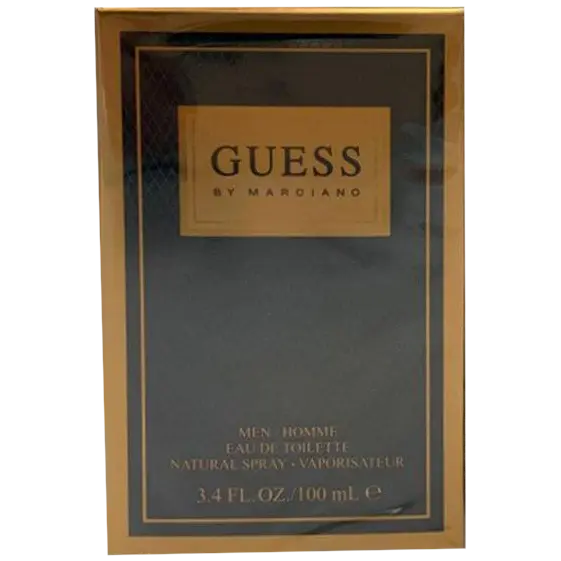 GUESS
BY MARCIANO
MEN · HOMME
EAU DE TOILETTE
NATURAL SPRAY • VAPORISATEUR
3.4 FL. OZ./100 mL ℮